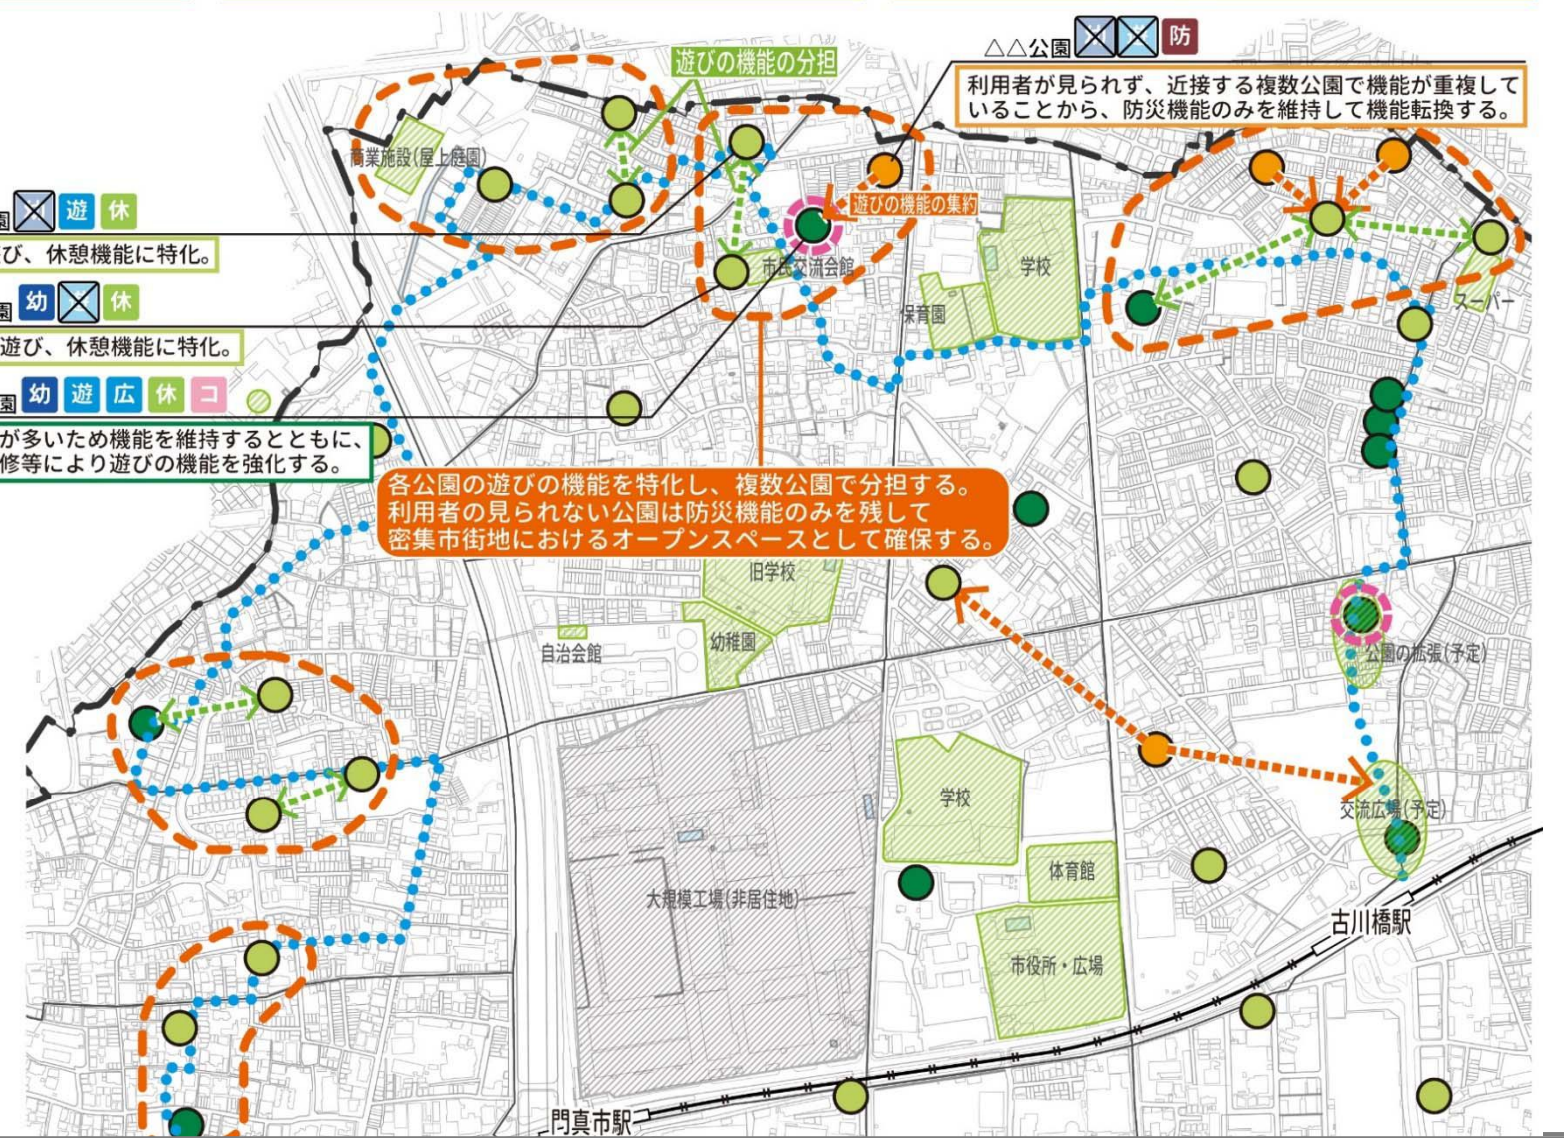 △△公園 防
利用者が見られず、近接する複数公園で機能が重複して
いることから、防災機能のみを維持して機能転換する。
遊びの機能の分担
商業施設(屋上庭園)
園 遊 休
び、休憩機能に特化。
園 幼 休
遊び、休憩機能に特化。
園 幼 遊 広 休 コ
が多いため機能を維持するとともに、
修等により遊びの機能を強化する。
遊びの機能の集約
市民交流会館
学校
保育園
スーパー
各公園の遊びの機能を特化し、複数公園で分担する。
利用者の見られない公園は防災機能のみを残して
密集市街地におけるオープンスペースとして確保する。
旧学校
幼稚園
自治会館
公園の拡張(予定)
学校
交流広場(予定)
体育館
大規模工場(非居住地)
古川橋駅
市役所・広場
門真市駅